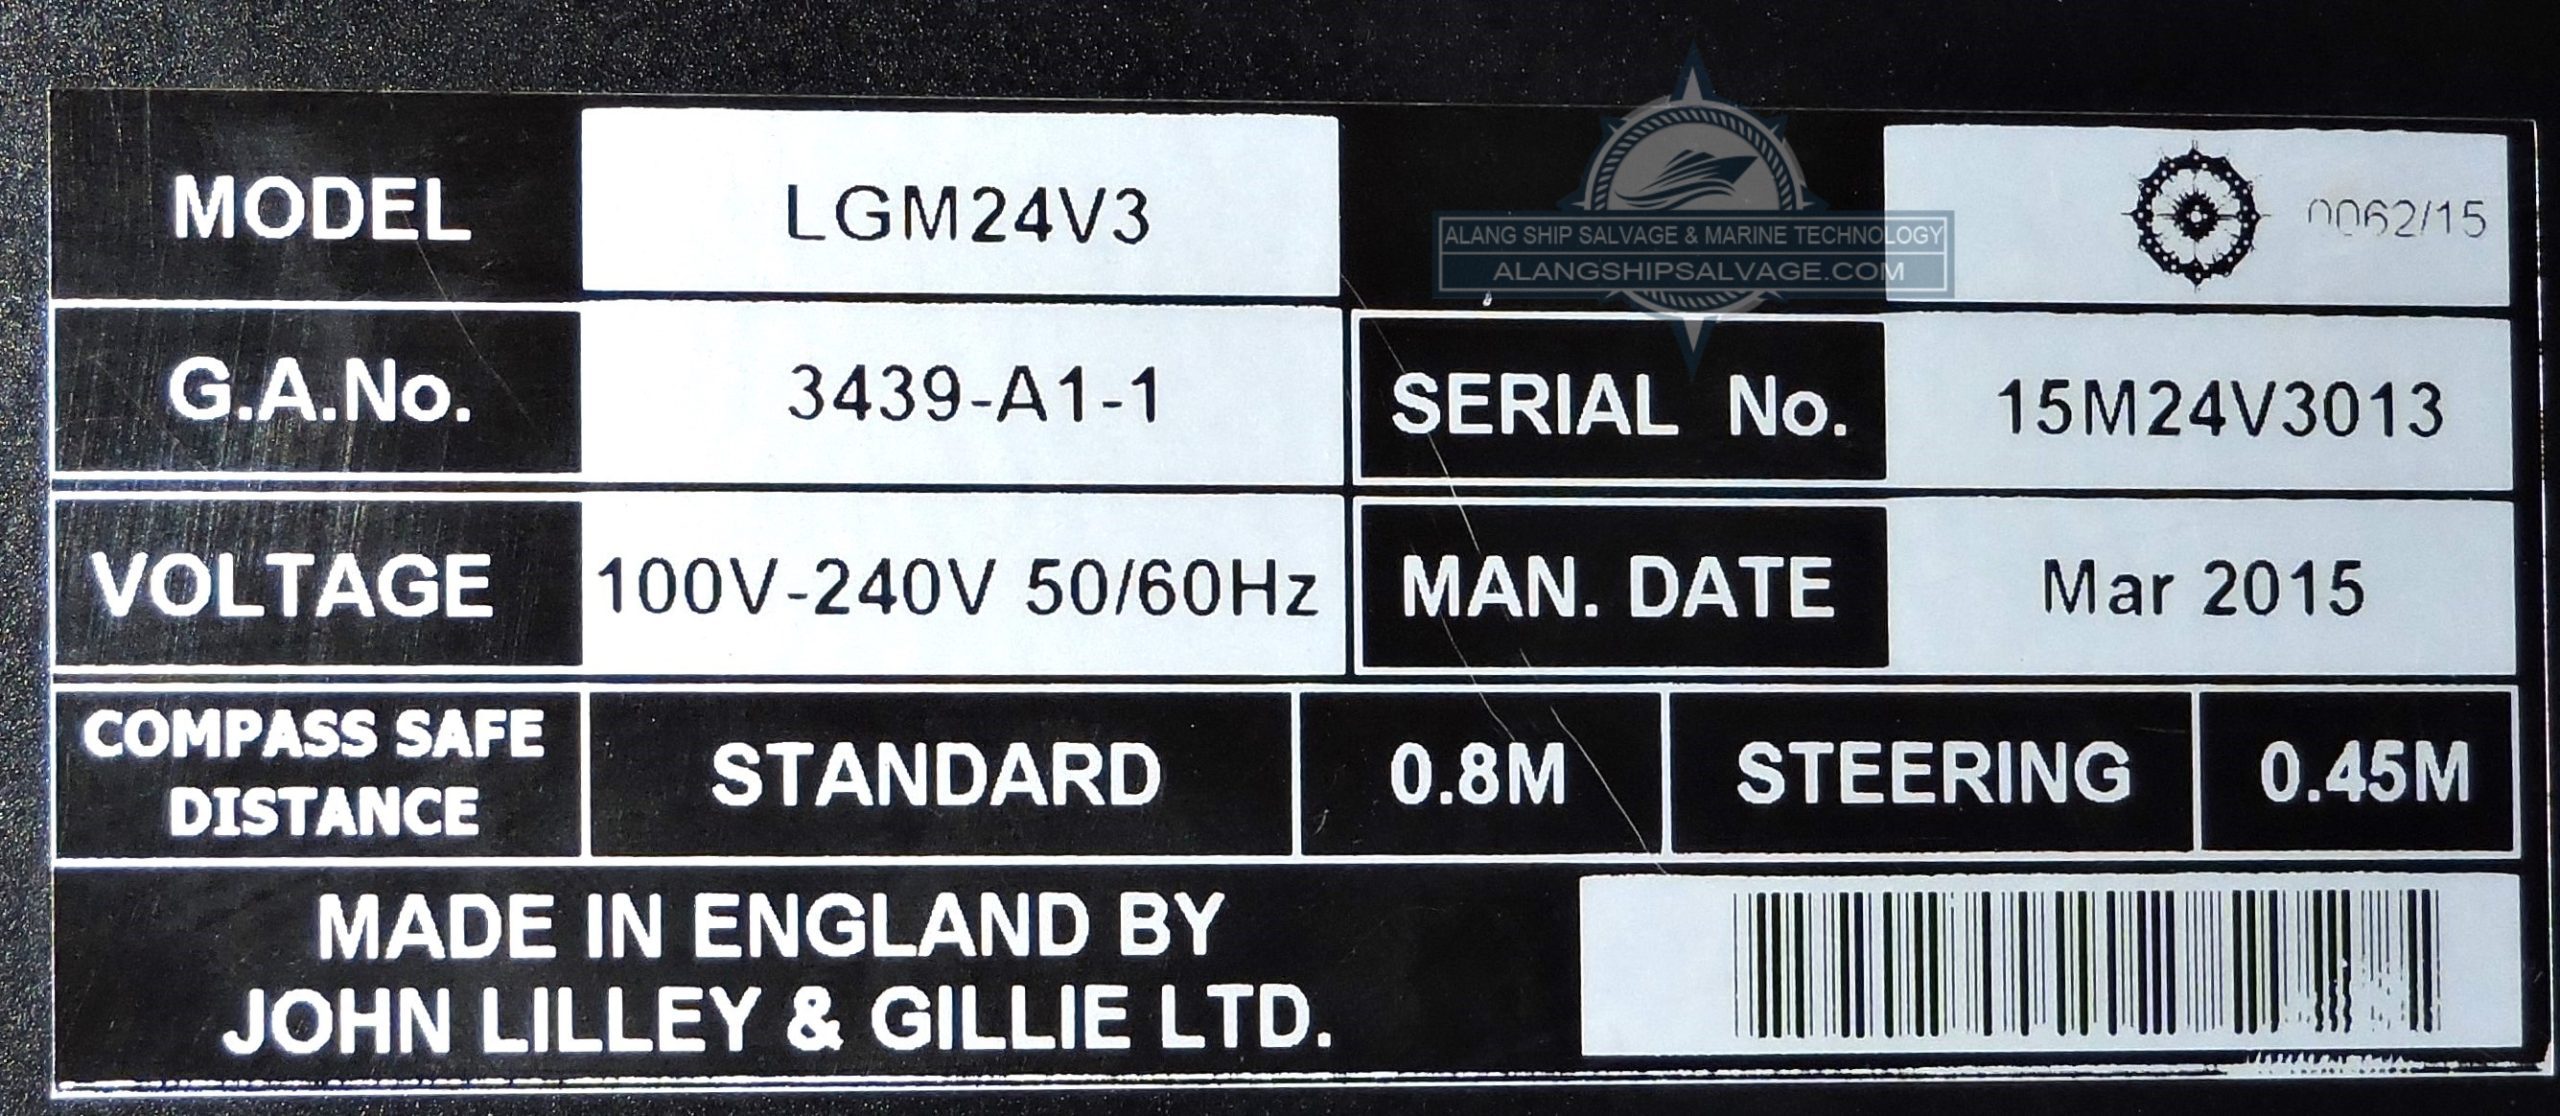 MODEL LGM24V3 0062/15
ALANG SHIP SALVAGE & MARINE TECHNOLOGY
ALANGSHIPSALVAGE.COM
G.A.No. 3439-A1-1 SERIAL No. 15M24V3013
VOLTAGE 100V-240V 50/60Hz MAN. DATE Mar 2015
COMPASS SAFE
DISTANCE STANDARD 0.8M STEERING 0.45M
MADE IN ENGLAND BY
JOHN LILLEY & GILLIE LTD.